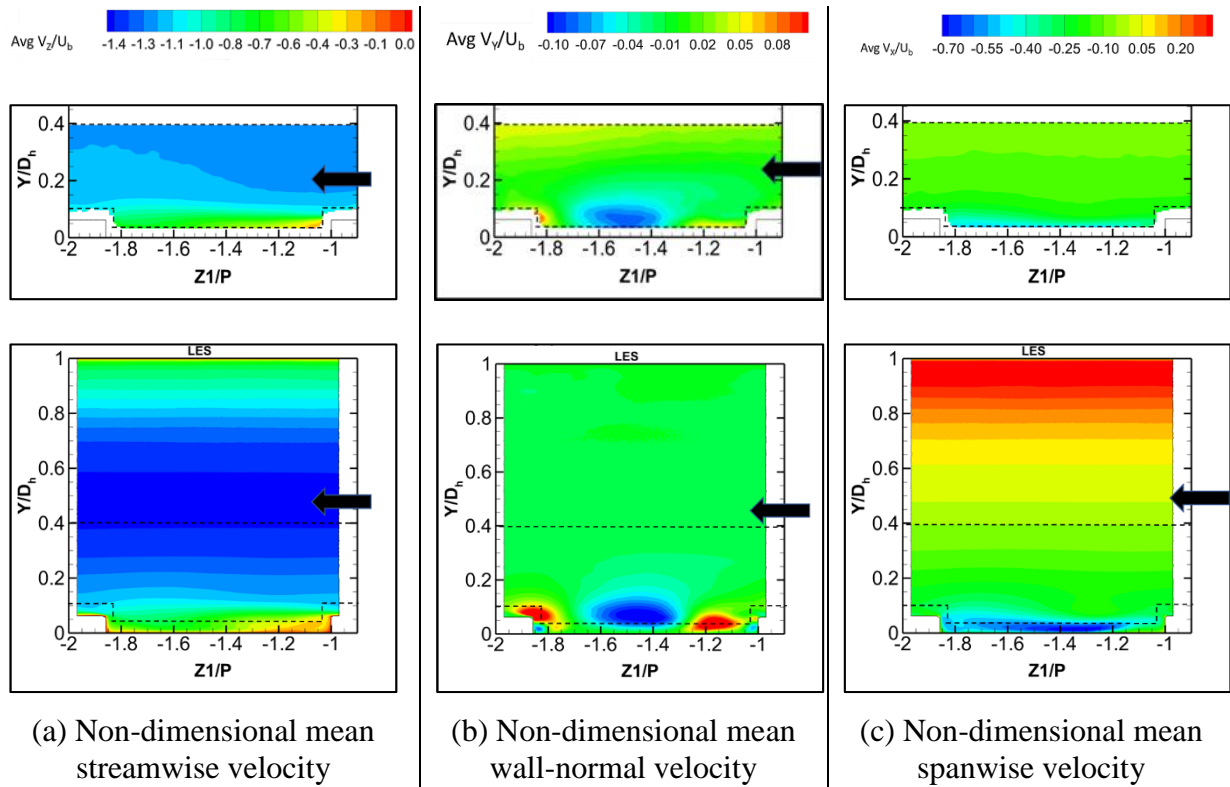 Avg V_Z/U_b
-1.4 -1.3 -1.1 -1.0 -0.8 -0.7 -0.6 -0.4 -0.3 -0.1 0.0
Avg V_Y/U_b
-0.10 -0.07 -0.04 -0.01 0.02 0.05 0.08
Avg V_X/U_b
-0.70 -0.55 -0.40 -0.25 -0.10 0.05 0.20
Y/D_h
0.4
0.2
0
-2 -1.8 -1.6 -1.4 -1.2 -1
Z1/P
Y/D_h
0.4
0.2
0
-2 -1.8 -1.6 -1.4 -1.2 -1
Z1/P
Y/D_h
0.4
0.2
0
-2 -1.8 -1.6 -1.4 -1.2 -1
Z1/P
LES
Y/D_h
1
0.8
0.6
0.4
0.2
0
-2 -1.8 -1.6 -1.4 -1.2 -1
Z1/P
LES
Y/D_h
1
0.8
0.6
0.4
0.2
0
-2 -1.8 -1.6 -1.4 -1.2 -1
Z1/P
LES
Y/D_h
1
0.8
0.6
0.4
0.2
0
-2 -1.8 -1.6 -1.4 -1.2 -1
Z1/P
(a) Non-dimensional mean
streamwise velocity
(b) Non-dimensional mean
wall-normal velocity
(c) Non-dimensional mean
spanwise velocity